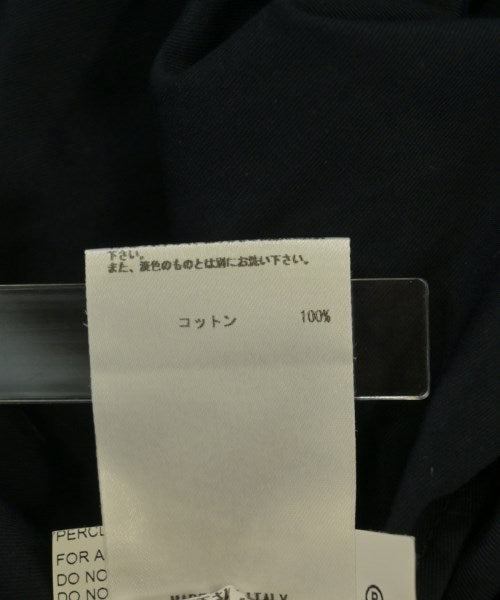 下さい。
また、淡色のものとは別にお洗い下さい。
コットン 100%
FOR A
DO NO
DO NO
ITALY
®